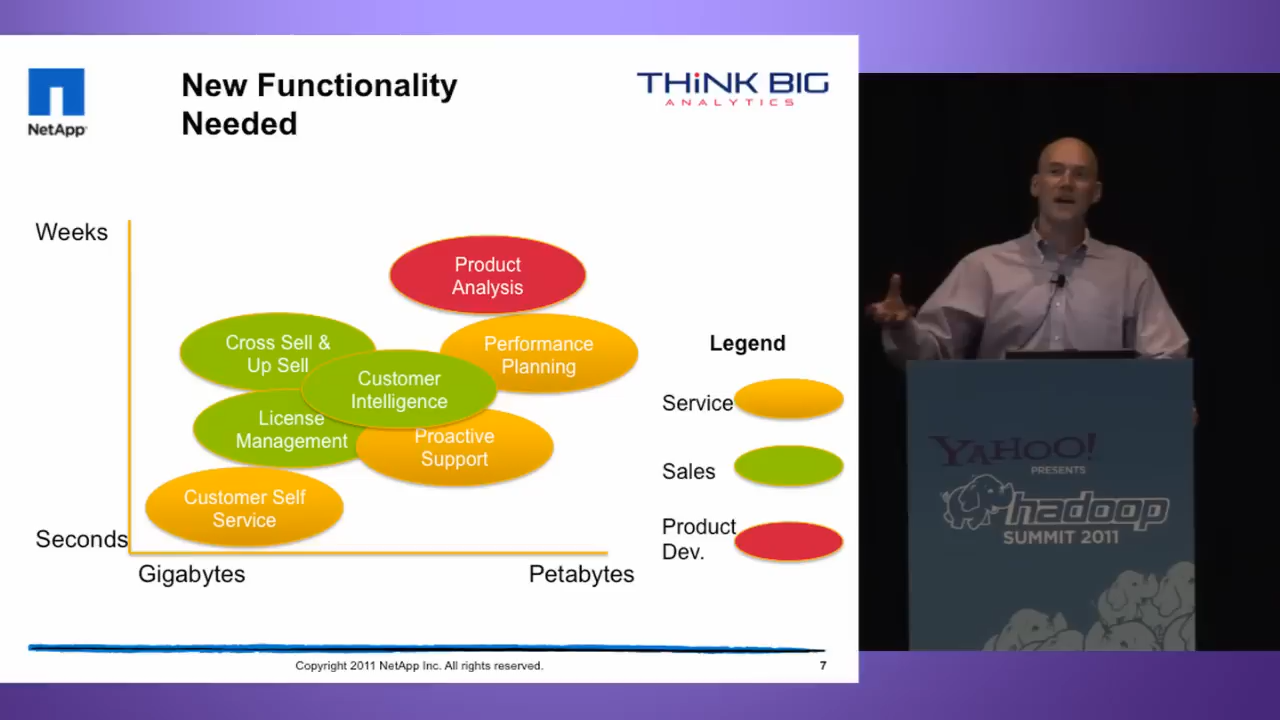 NetApp
New Functionality
Needed
THiNK BIG
ANALYTICS
Weeks
Product
Analysis
Cross Sell &
Up Sell
Performance
Planning
Customer
Intelligence
License
Management
Proactive
Support
Customer Self
Service
Seconds
Gigabytes
Petabytes
Legend
Service
Sales
Product
Dev.
Copyright 2011 NetApp Inc. All rights reserved.
7
YAHOO!
PRESENTS
hadoop
SUMMIT 2011